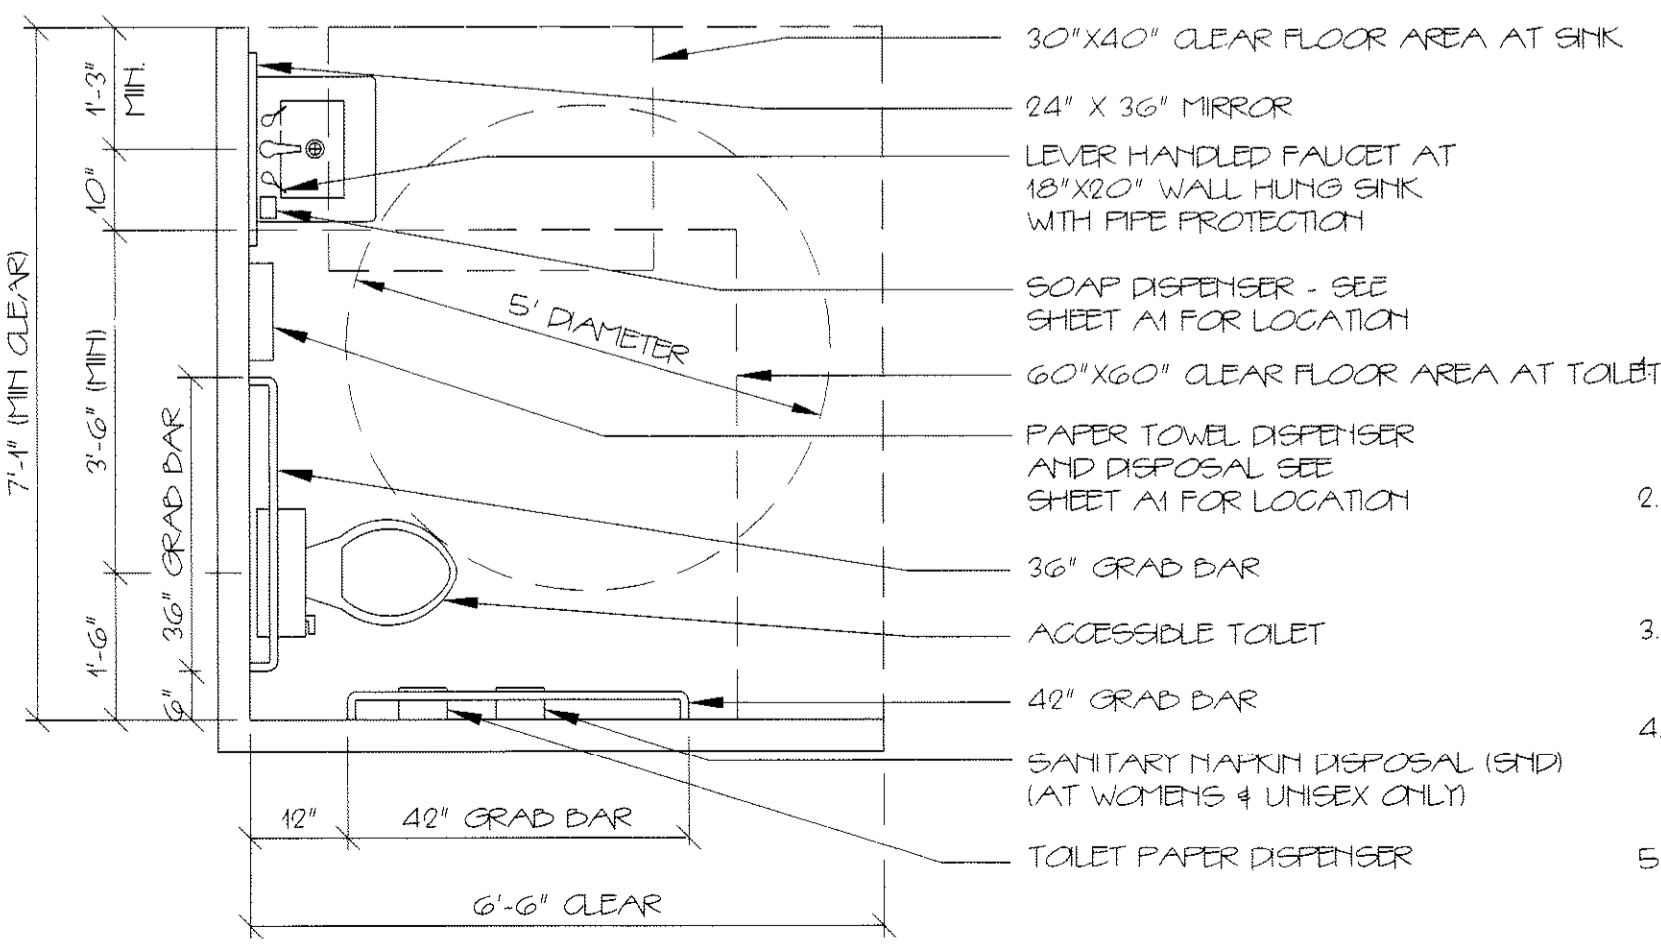 30"X40" CLEAR FLOOR AREA AT SINK
24" X 36" MIRROR
LEVER HANDLED FAUCET AT
18"X20" WALL HUNG SINK
WITH PIPE PROTECTION
SOAP DISPENSER - SEE
SHEET A1 FOR LOCATION
60"X60" CLEAR FLOOR AREA AT TOILET
PAPER TOWEL DISPENSER
AND DISPOSAL SEE
SHEET A1 FOR LOCATION
36" GRAB BAR
ACCESSIBLE TOILET
42" GRAB BAR
SANITARY NAPKIN DISPOSAL (SND)
(AT WOMENS & UNISEX ONLY)
TOILET PAPER DISPENSER
1.
2.
3.
4.
5
7'-1" (MIN CLEAR)
1'-3"
MIN.
10"
3'-6" (MIN)
1'-6"
36" GRAB BAR
6"
5' DIAMETER
12"
42" GRAB BAR
6'-6" CLEAR